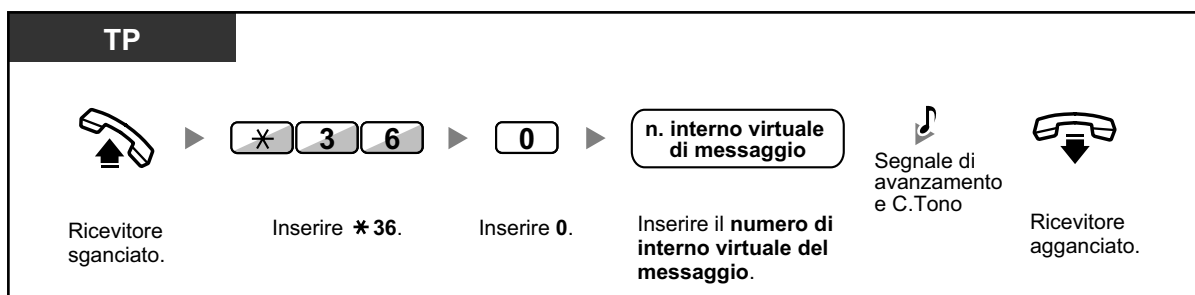 TP
* 3 6
0
n. interno virtuale
di messaggio
Segnale di
avanzamento
e C.Tono
Ricevitore
sganciato.
Inserire * 36.
Inserire 0.
Inserire il numero di
interno virtuale del
messaggio.
Ricevitore
agganciato.